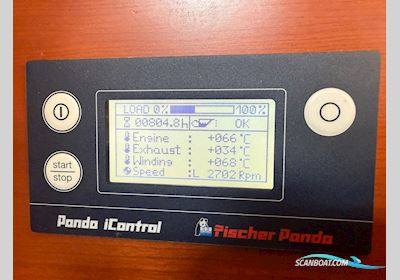 LOAD 0% 100%
00804.8h : OK
Engine : +066 °C
Exhaust : +034 °C
Winding : +068 °C
Speed :L 2702 Rpm
start
stop
Panda iControl
Fischer Panda
SCANBOAT.COM